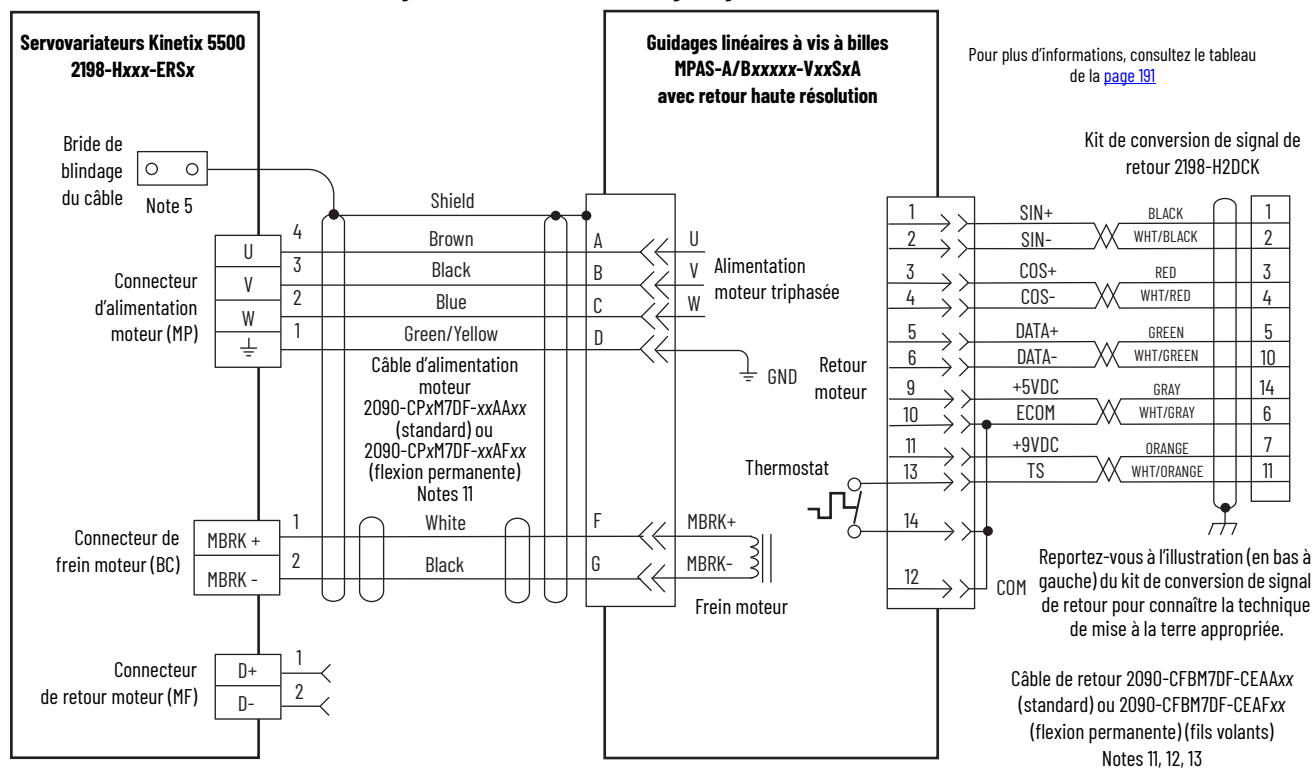 Servovariateurs Kinetix 5500
2198-Hxxx-ERSx
Guidages linéaires à vis à billes
MPAS-A/Bxxxxx-VxxSxA
avec retour haute résolution
Pour plus d'informations, consultez le tableau
de la page 191
Bride de
blindage
du câble
Note 5
Kit de conversion de signal de
retour 2198-H2DCK
Shield
Connecteur
d'alimentation
moteur (MP)
U 4 Brown A U
V 3 Black B V
W 2 Blue C W
1 Green/Yellow D
GND
Alimentation
moteur triphasée
Câble d'alimentation
moteur
2090-CPxM7DF-xxAAxx
(standard) ou
2090-CPxM7DF-xxAFxx
(flexion permanente)
Notes 11
Retour
moteur
1 SIN+ BLACK 1
2 SIN- WHT/BLACK 2
3 COS+ RED 3
4 COS- WHT/RED 4
5 DATA+ GREEN 5
6 DATA- WHT/GREEN 10
9 +5VDC GRAY 14
10 ECOM WHT/GRAY 6
11 +9VDC ORANGE 7
13 TS WHT/ORANGE 11
14
12 COM
Thermostat
Connecteur de
frein moteur (BC)
MBRK + 1 White F MBRK+
MBRK - 2 Black G MBRK-
Frein moteur
Reportez-vous à l'illustration (en bas à
gauche) du kit de conversion de signal
de retour pour connaître la technique
de mise à la terre appropriée.
Connecteur
de retour moteur (MF)
D+ 1
D- 2
Câble de retour 2090-CFBM7DF-CEAAxx
(standard) ou 2090-CFBM7DF-CEAFxx
(flexion permanente) (fils volants)
Notes 11, 12, 13